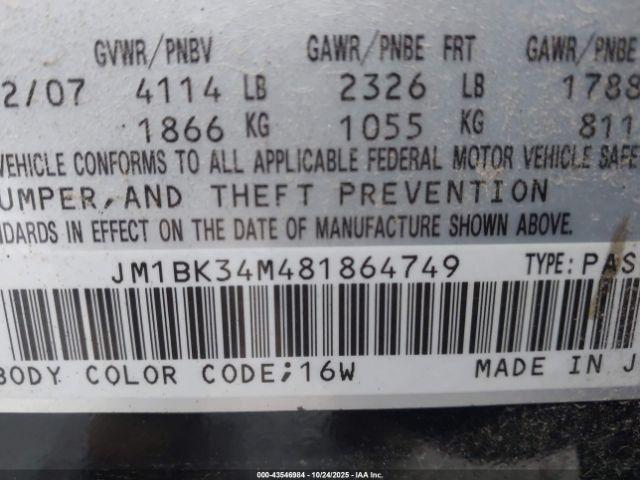 GVWR/PNBV GAWR/PNBE FRT GAWR/PNBE
2/07 4114 LB 2326 LB 1788
1866 KG 1055 KG 811
VEHICLE CONFORMS TO ALL APPLICABLE FEDERAL MOTOR VEHICLE SAFE
UMPER, AND THEFT PREVENTION
NDARDS IN EFFECT ON THE DATE OF MANUFACTURE SHOWN ABOVE.
JM1BK34M481864749 TYPE: PAS
BODY COLOR CODE;16W MADE IN J
© - 43546984 - 10/24/2025 - IAA Inc.